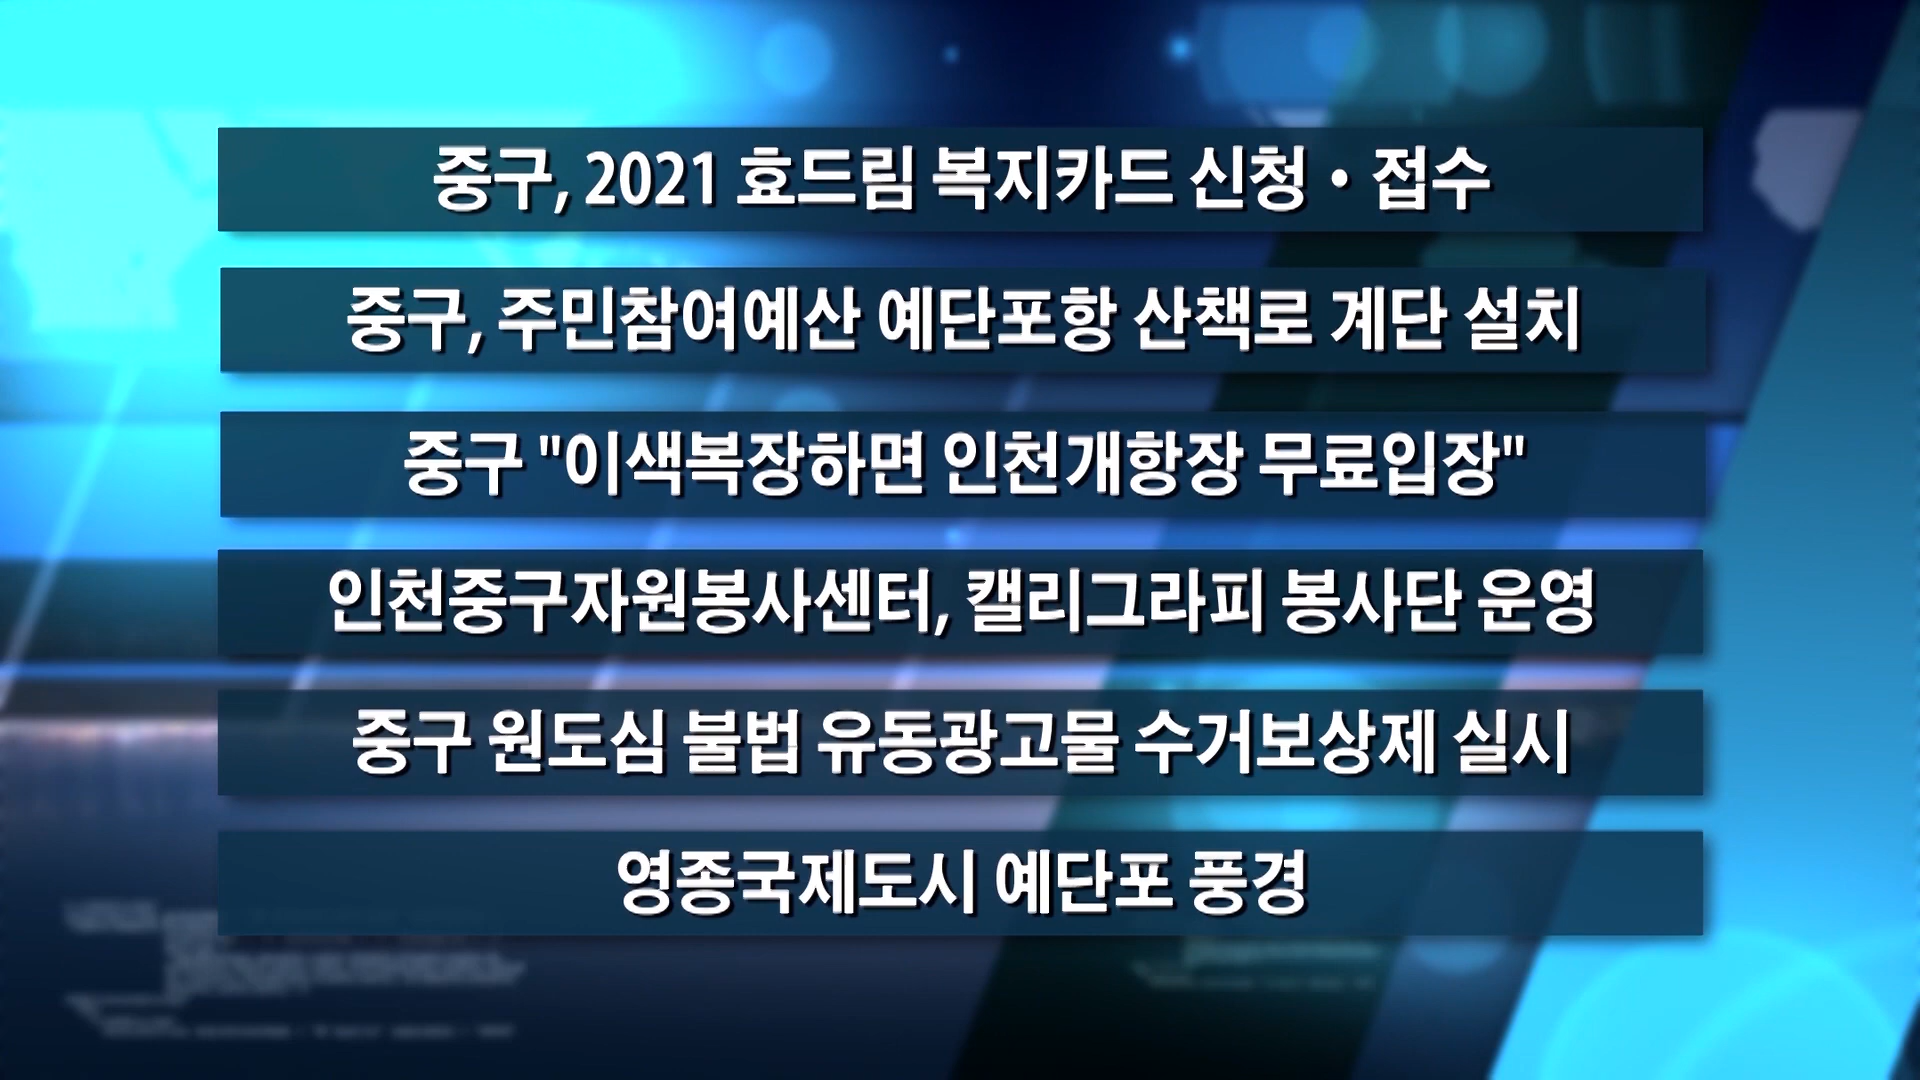 중구, 2021 효드림 복지카드 신청 • 접수
중구, 주민참여예산 예단포항 산책로 계단 설치
중구 "이색복장하면 인천개항장 무료입장"
인천중구자원봉사센터, 캘리그라피 봉사단 운영
중구 원도심 불법 유동광고물 수거보상제 실시
영종국제도시 예단포 풍경